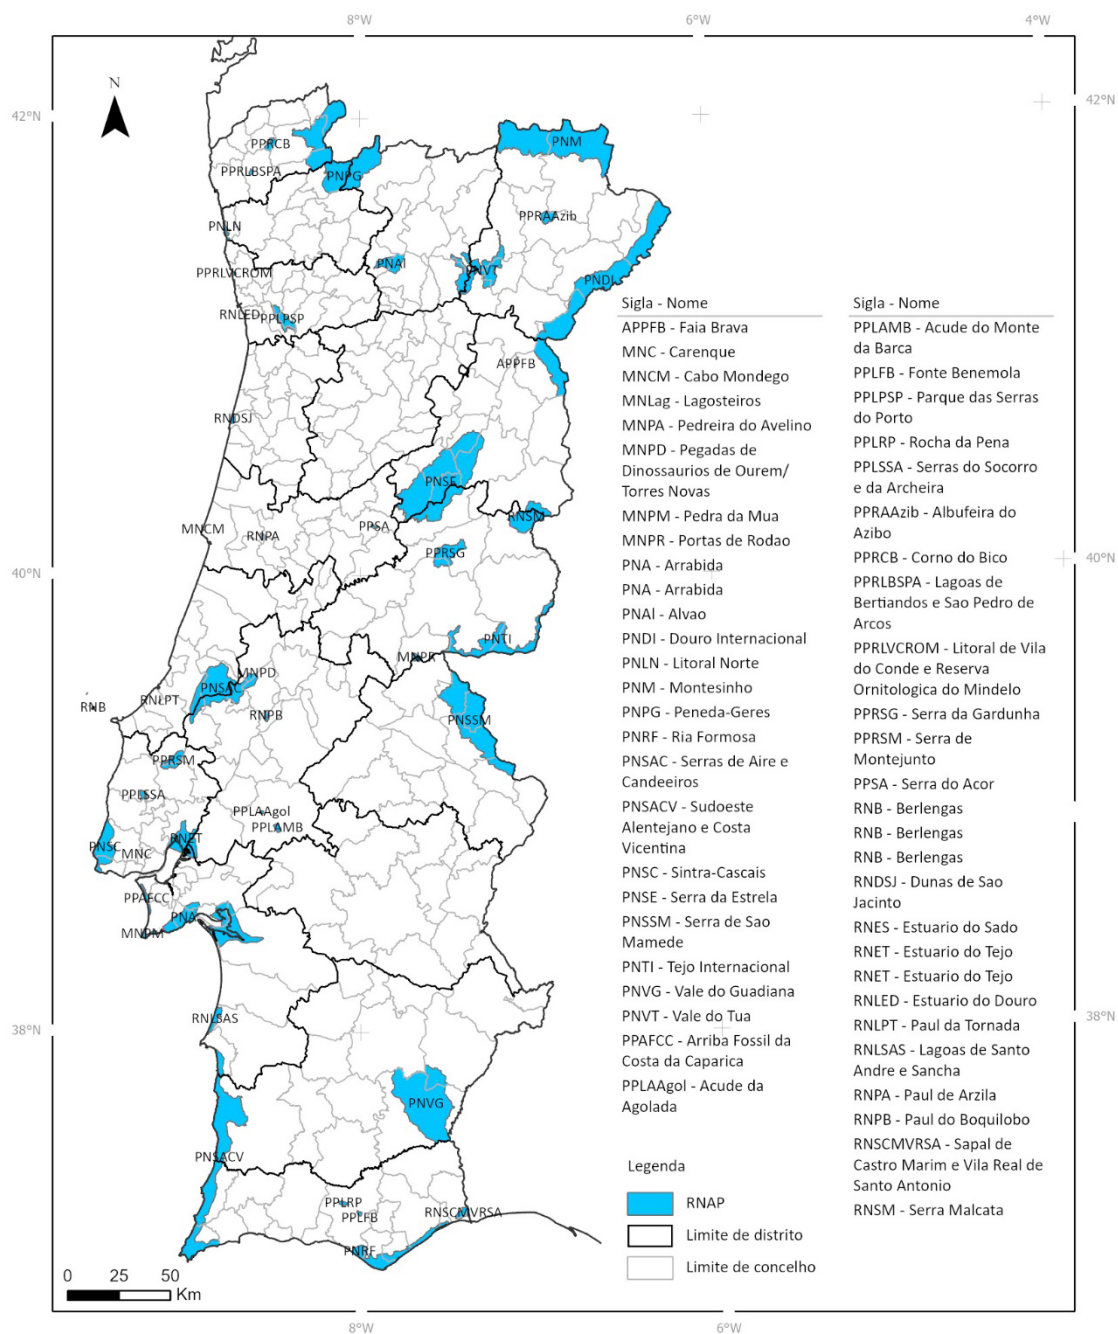 8°W
6°W
4°W
42°N
42°N
N
PPRCB
PNM
PPRLBSPA
PNPG
PNLN
PPRAAzib
PPRLVCROM
PNAl
PNVT
PNDI
RNLED
PPLPSP
APPFB
RNDSJ
PNSE
MNCM
RNPA
PPSA
RNSM
PPRSG
40°N
40°N
PNTI
MNPR
MNPD
PNSAC
RNB
RNLPT
RNPB
PNSSM
PPRSM
PPLSSA
PPLAAgol
PPLAMB
RNET
PNSC
MNC
PPAFCC
PNA
MNPM
RNLSAS
38°N
38°N
PNVG
PNSACV
PPLRP
PPLFB
RNSCMVRSA
PNRF
Sigla - Nome
APPFB - Faia Brava
MNC - Carenque
MNCM - Cabo Mondego
MNLag - Lagosteiros
MNPA - Pedreira do Avelino
MNPD - Pegadas de
Dinossaurios de Ourem/
Torres Novas
MNPM - Pedra da Mua
MNPR - Portas de Rodao
PNA - Arrabida
PNA - Arrabida
PNAl - Alvao
PNDI - Douro Internacional
PNLN - Litoral Norte
PNM - Montesinho
PNPG - Peneda-Geres
PNRF - Ria Formosa
PNSAC - Serras de Aire e
Candeeiros
PNSACV - Sudoeste
Alentejano e Costa
Vicentina
PNSC - Sintra-Cascais
PNSE - Serra da Estrela
PNSSM - Serra de Sao
Mamede
PNTI - Tejo Internacional
PNVG - Vale do Guadiana
PNVT - Vale do Tua
PPAFCC - Arriba Fossil da
Costa da Caparica
PPLAAgol - Acude da
Agolada
Sigla - Nome
PPLAMB - Acude do Monte
da Barca
PPLFB - Fonte Benemola
PPLPSP - Parque das Serras
do Porto
PPLRP - Rocha da Pena
PPLSSA - Serras do Socorro
e da Archeira
PPRAAzib - Albufeira do
Azibo
PPRCB - Corno do Bico
PPRLBSPA - Lagoas de
Bertiandos e Sao Pedro de
Arcos
PPRLVCROM - Litoral de Vila
do Conde e Reserva
Ornitologica do Mindelo
PPRSG - Serra da Gardunha
PPRSM - Serra de
Montejunto
PPSA - Serra do Acor
RNB - Berlengas
RNB - Berlengas
RNB - Berlengas
RNDSJ - Dunas de Sao
Jacinto
RNES - Estuario do Sado
RNET - Estuario do Tejo
RNET - Estuario do Tejo
RNLED - Estuario do Douro
RNLPT - Paul da Tornada
RNLSAS - Lagoas de Santo
Andre e Sancha
RNPA - Paul de Arzila
RNPB - Paul do Boquilobo
RNSCMVRSA - Sapal de
Castro Marim e Vila Real de
Santo Antonio
RNSM - Serra Malcata
Legenda
RNAP
Limite de distrito
Limite de concelho
0 25 50
Km
8°W
6°W